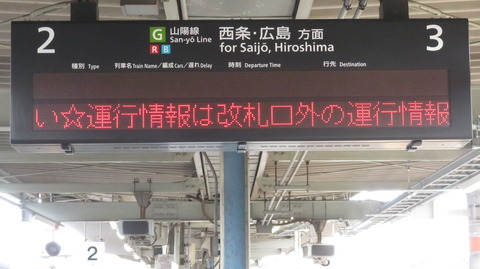 2
G 山陽線 西条・広島 方面
R B San-yō Line for Saijō, Hiroshima
3
種別 Type 列車名 Train Name／編成 Cars／遅れ Delay 時刻 Departure Time 行先 Destination
い☆運行情報は改札口外の運行情報
2